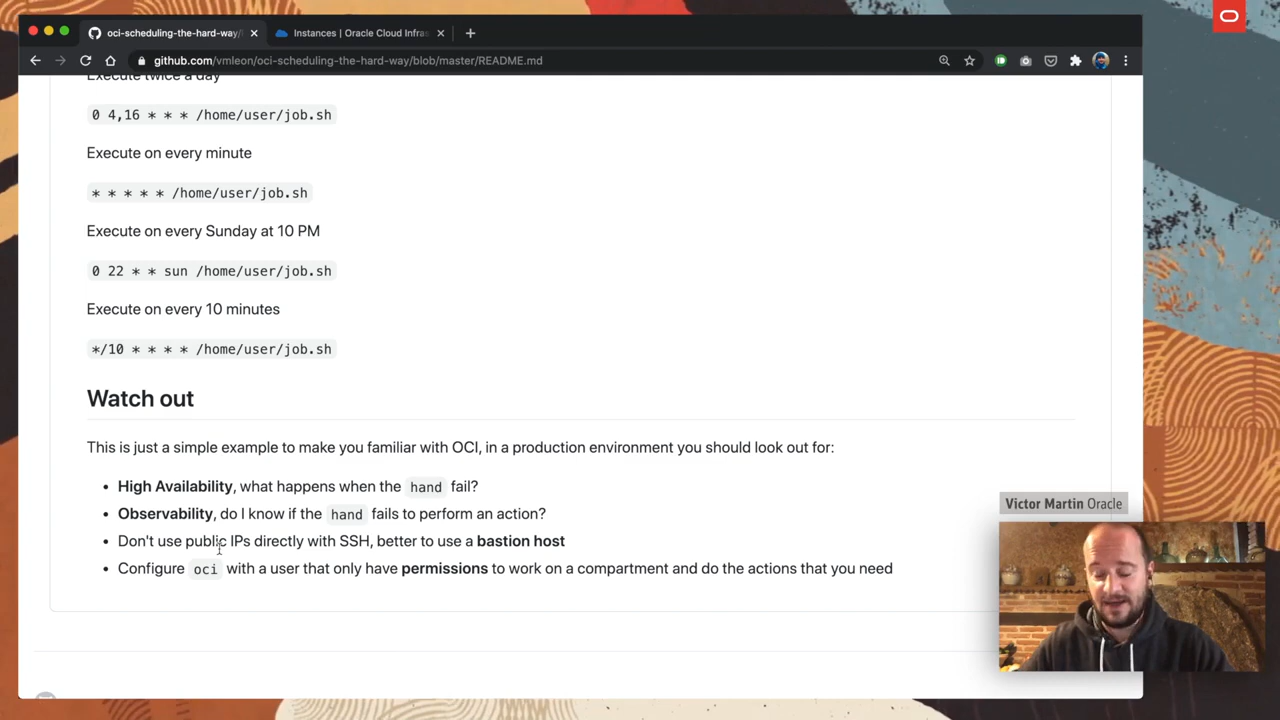 oci-scheduling-the-hard-way/
Instances | Oracle Cloud Infras
github.com/vmleon/oci-scheduling-the-hard-way/blob/master/README.md
Execute twice a day
0 4,16 * * * /home/user/job.sh
Execute on every minute
* * * * * /home/user/job.sh
Execute on every Sunday at 10 PM
0 22 * * sun /home/user/job.sh
Execute on every 10 minutes
*/10 * * * * /home/user/job.sh
Watch out
This is just a simple example to make you familiar with OCI, in a production environment you should look out for:
• High Availability, what happens when the hand fail?
• Observability, do I know if the hand fails to perform an action?
• Don't use public IPs directly with SSH, better to use a bastion host
• Configure oci with a user that only have permissions to work on a compartment and do the actions that you need
Victor Martin Oracle